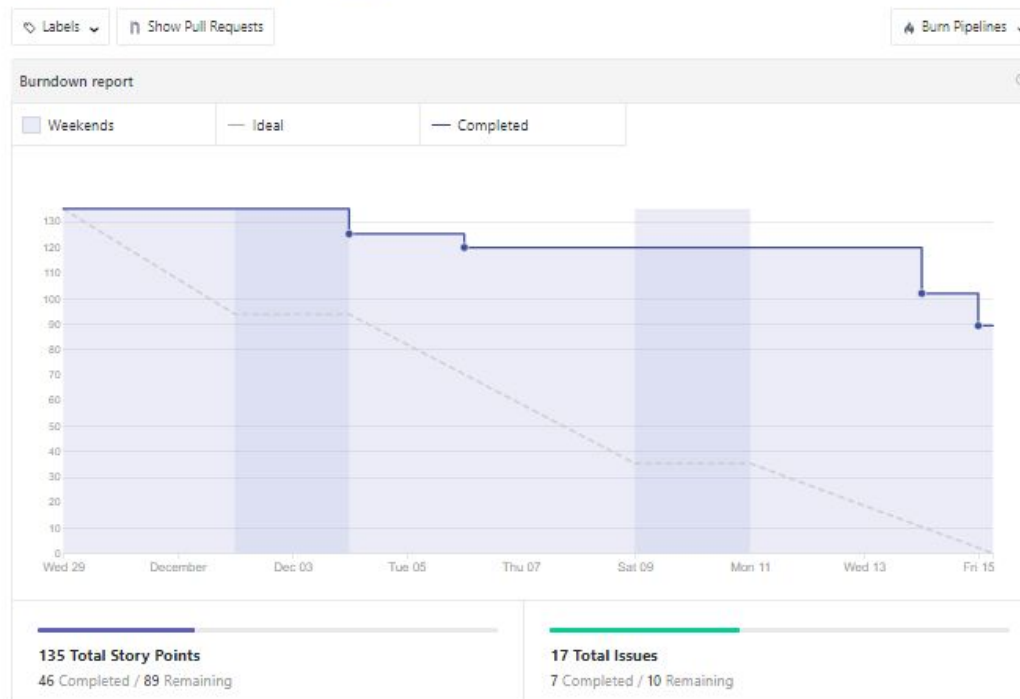 Labels
Show Pull Requests
Burn Pipelines
Burndown report
Weekends
Ideal
Completed
130
120
110
100
90
80
70
60
50
40
30
20
10
0
Wed 29
December
Dec 03
Tue 05
Thu 07
Sat 09
Mon 11
Wed 13
Fri 15
135 Total Story Points
46 Completed / 89 Remaining
17 Total Issues
7 Completed / 10 Remaining